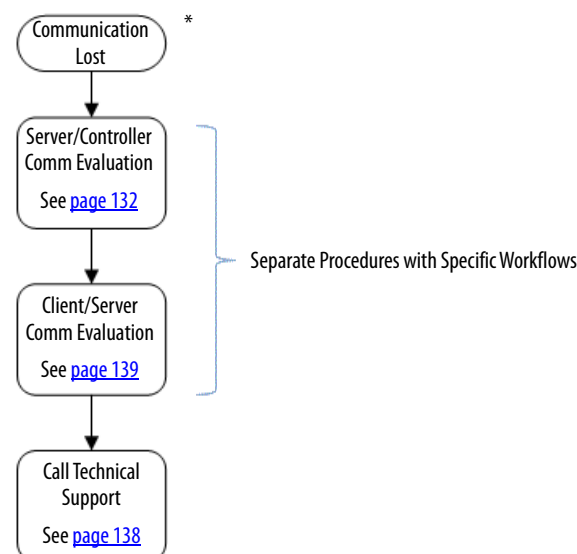 Communication
Lost
*
Server/Controller
Comm Evaluation
See page 132
Separate Procedures with Specific Workflows
Client/Server
Comm Evaluation
See page 139
Call Technical
Support
See page 138